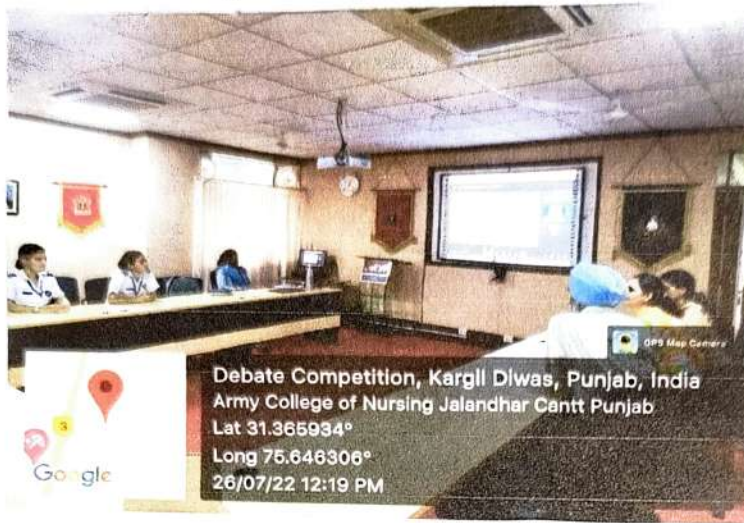 GPS Map Camera
Debate Competition, Kargil Diwas, Punjab, India
Army College of Nursing Jalandhar Cantt Punjab
Lat 31.365934°
Long 75.646306°
26/07/22 12:19 PM
3
Google